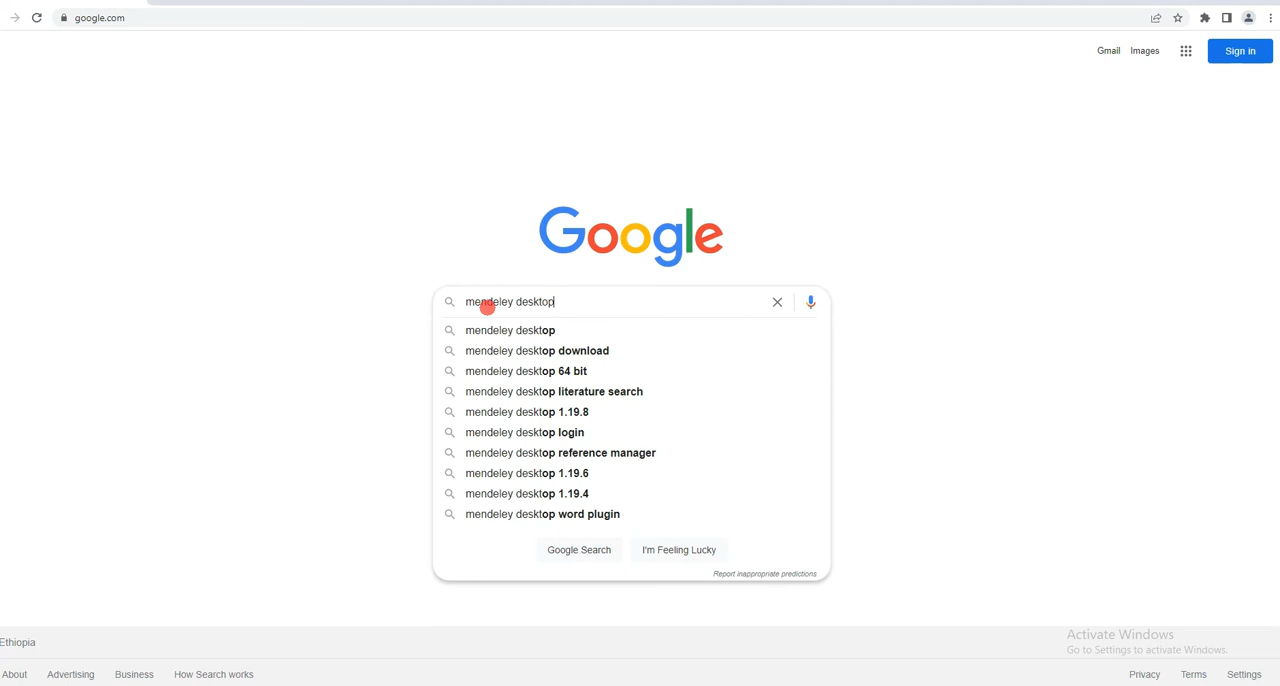 google.com
Gmail Images Sign in
Google
mendeley desktop
mendeley desktop
mendeley desktop download
mendeley desktop 64 bit
mendeley desktop literature search
mendeley desktop 1.19.8
mendeley desktop login
mendeley desktop reference manager
mendeley desktop 1.19.6
mendeley desktop 1.19.4
mendeley desktop word plugin
Google Search I'm Feeling Lucky
Report inappropriate predictions
Ethiopia
Activate Windows
Go to Settings to activate Windows.
About Advertising Business How Search works Privacy Terms Settings